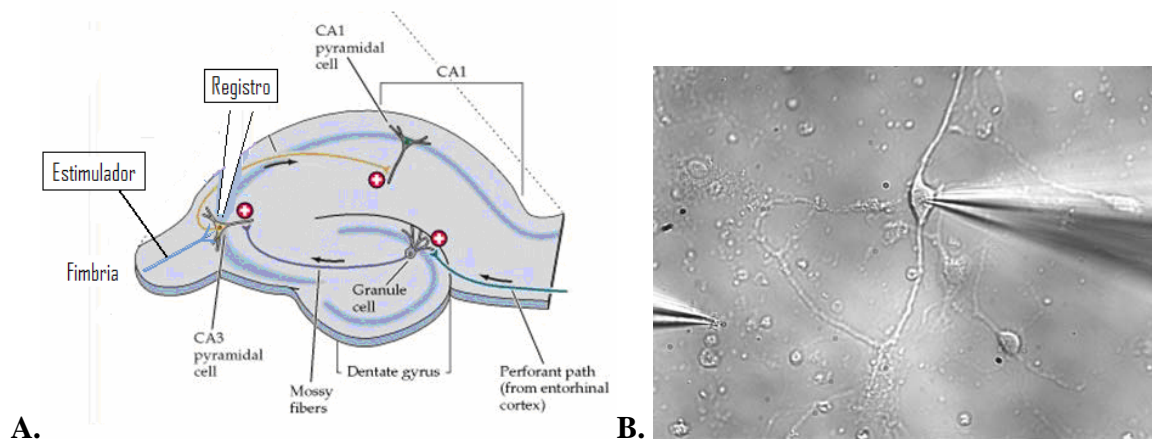 CA1
pyramidal
cell
CA1
Registro
Estimulador
Fimbria
Granule
cell
CA3
pyramidal
cell
Mossy
fibers
Dentate gyrus
Perforant path
(from entorhinal
cortex)
A.
B.